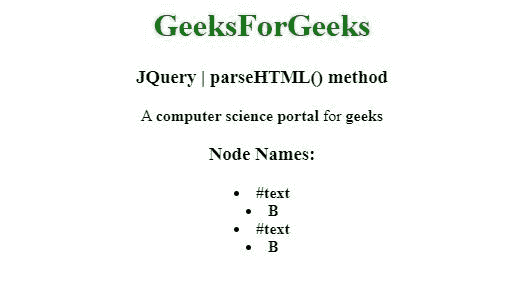 GeeksForGeeks
JQuery | parseHTML() method
A computer science portal for geeks
Node Names:
• #text
• B
• #text
• B